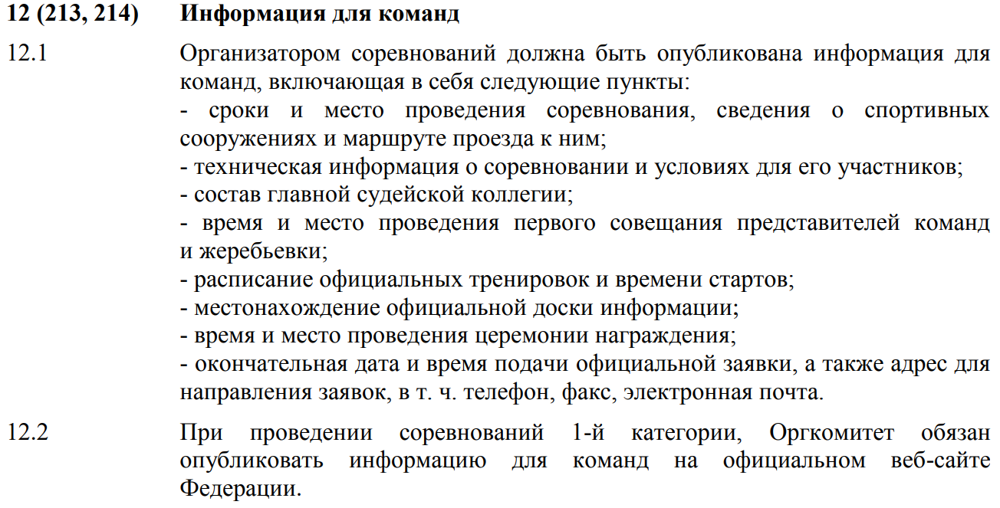 12 (213, 214) Информация для команд
12.1 Организатором соревнований должна быть опубликована информация для
команд, включающая в себя следующие пункты:
- сроки и место проведения соревнования, сведения о спортивных
сооружениях и маршруте проезда к ним;
- техническая информация о соревновании и условиях для его участников;
- состав главной судейской коллегии;
- время и место проведения первого совещания представителей команд
и жеребьевки;
- расписание официальных тренировок и времени стартов;
- местонахождение официальной доски информации;
- время и место проведения церемонии награждения;
- окончательная дата и время подачи официальной заявки, а также адрес для
направления заявок, в т. ч. телефон, факс, электронная почта.
12.2 При проведении соревнований 1-й категории, Оргкомитет обязан
опубликовать информацию для команд на официальном веб-сайте
Федерации.